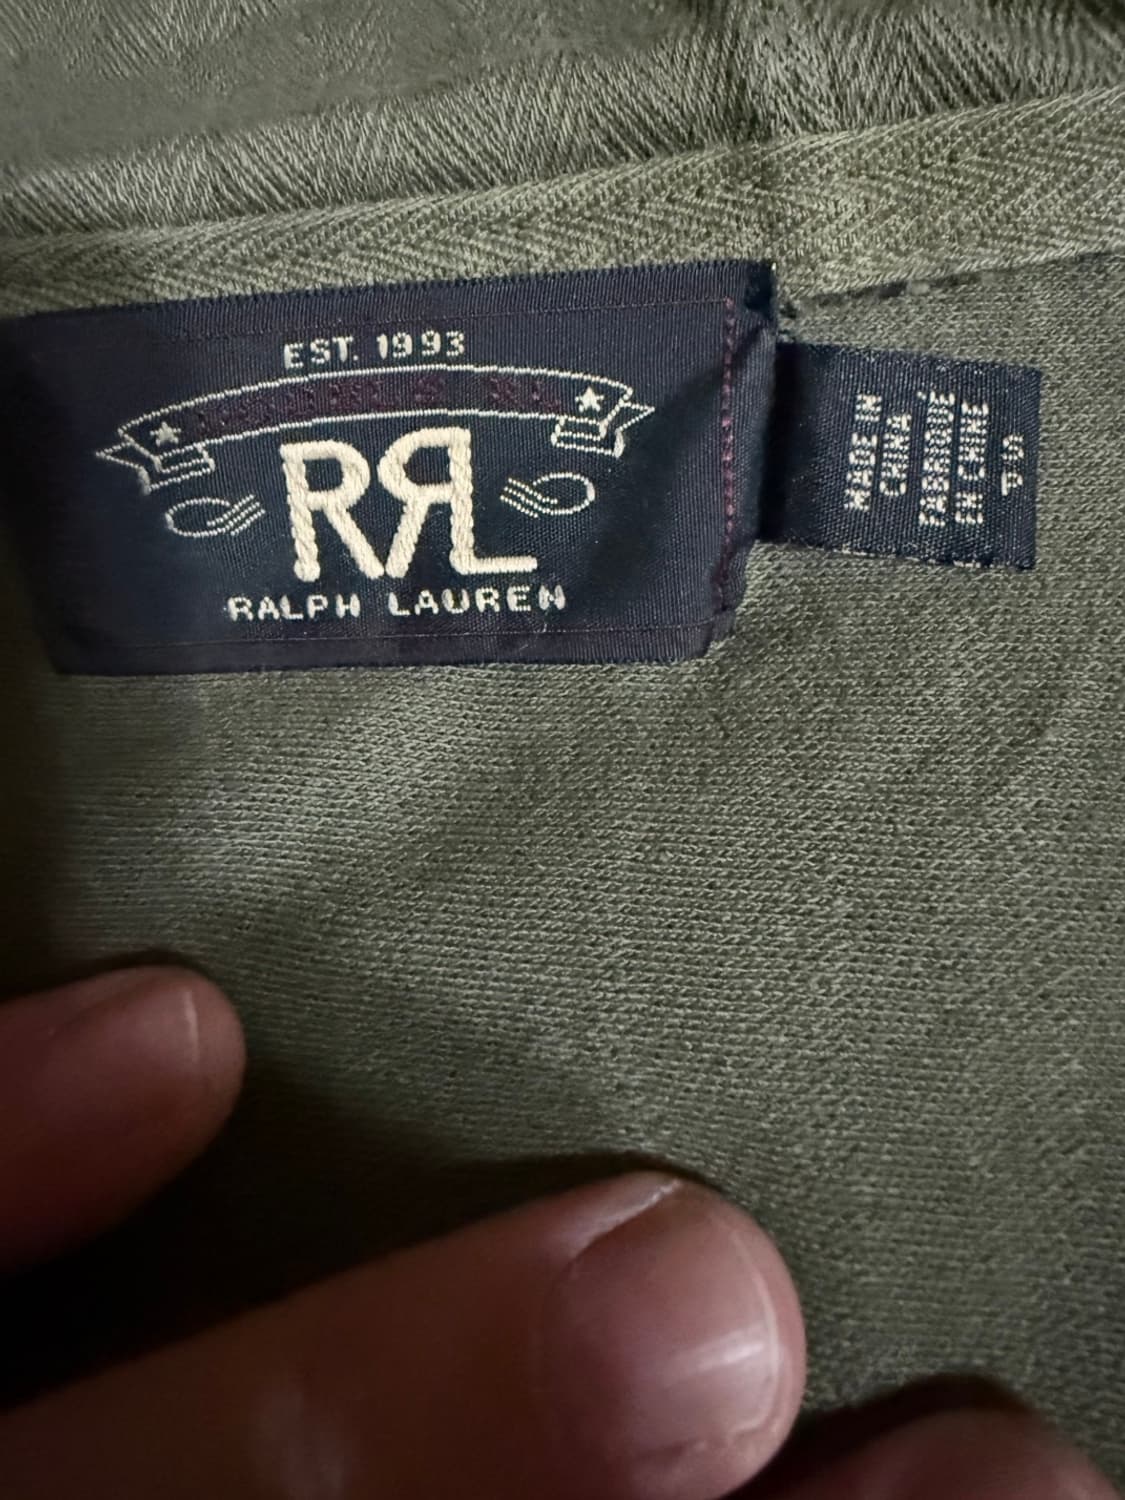 EST. 1993
RRL
RALPH LAUREN
MADE IN
CHINA
FABRIQUÉ
EN CHINE